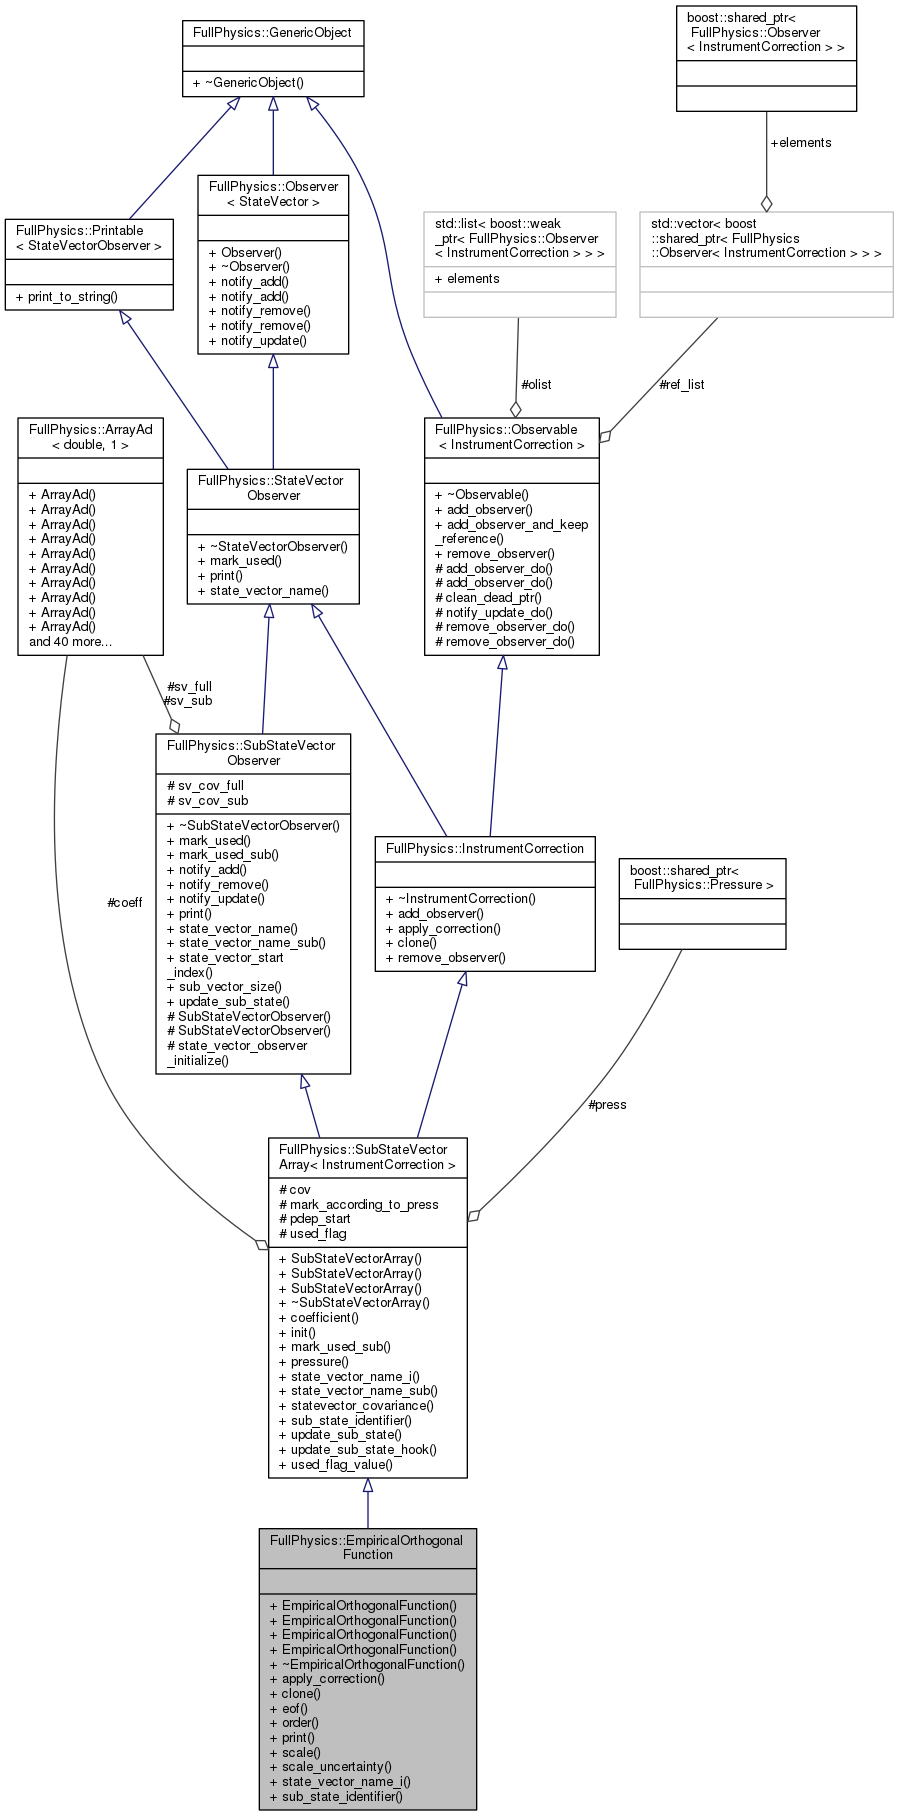 FullPhysics::GenericObject
+ ~GenericObject()
boost::shared_ptr<
FullPhysics::Observer
< InstrumentCorrection > >
+elements
FullPhysics::Printable
< StateVectorObserver >
+ print_to_string()
FullPhysics::Observer
< StateVector >
+ Observer()
+ ~Observer()
+ notify_add()
+ notify_add()
+ notify_remove()
+ notify_remove()
+ notify_update()
std::list< boost::weak
_ptr< FullPhysics::Observer
< InstrumentCorrection > > >
+ elements
std::vector< boost
::shared_ptr< FullPhysics
::Observer< InstrumentCorrection > > >
#olist
#ref_list
FullPhysics::ArrayAd
< double, 1 >
+ ArrayAd()
+ ArrayAd()
+ ArrayAd()
+ ArrayAd()
+ ArrayAd()
+ ArrayAd()
+ ArrayAd()
+ ArrayAd()
+ ArrayAd()
+ ArrayAd()
and 40 more...
FullPhysics::StateVector
Observer
+ ~StateVectorObserver()
+ mark_used()
+ print()
+ state_vector_name()
FullPhysics::Observable
< InstrumentCorrection >
+ ~Observable()
+ add_observer()
+ add_observer_and_keep
_reference()
+ remove_observer()
# add_observer_do()
# add_observer_do()
# clean_dead_ptr()
# notify_update_do()
# remove_observer_do()
# remove_observer_do()
#sv_full
#sv_sub
FullPhysics::SubStateVector
Observer
# sv_cov_full
# sv_cov_sub
+ ~SubStateVectorObserver()
+ mark_used()
+ mark_used_sub()
+ notify_add()
+ notify_remove()
+ notify_update()
+ print()
+ state_vector_name()
+ state_vector_name_sub()
+ state_vector_start
_index()
+ sub_vector_size()
+ update_sub_state()
# SubStateVectorObserver()
# SubStateVectorObserver()
# state_vector_observer
_initialize()
FullPhysics::InstrumentCorrection
+ ~InstrumentCorrection()
+ add_observer()
+ apply_correction()
+ clone()
+ remove_observer()
boost::shared_ptr<
FullPhysics::Pressure >
#coeff
#press
FullPhysics::SubStateVector
Array< InstrumentCorrection >
# cov
# mark_according_to_press
# pdep_start
# used_flag
+ SubStateVectorArray()
+ SubStateVectorArray()
+ SubStateVectorArray()
+ ~SubStateVectorArray()
+ coefficient()
+ init()
+ mark_used_sub()
+ pressure()
+ state_vector_name_i()
+ state_vector_name_sub()
+ statevector_covariance()
+ sub_state_identifier()
+ update_sub_state()
+ update_sub_state_hook()
+ used_flag_value()
FullPhysics::EmpiricalOrthogonal
Function
+ EmpiricalOrthogonalFunction()
+ EmpiricalOrthogonalFunction()
+ EmpiricalOrthogonalFunction()
+ EmpiricalOrthogonalFunction()
+ ~EmpiricalOrthogonalFunction()
+ apply_correction()
+ clone()
+ eof()
+ order()
+ print()
+ scale()
+ scale_uncertainty()
+ state_vector_name_i()
+ sub_state_identifier()